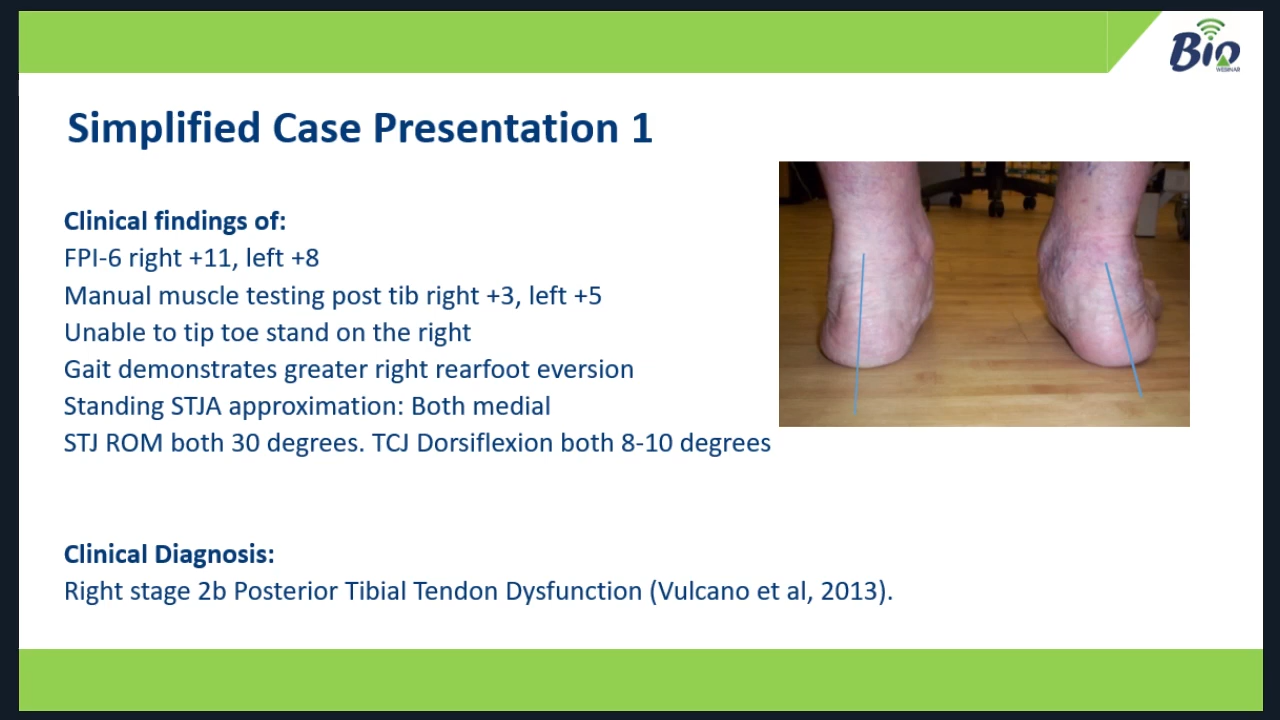 Bio
WEBINAR
Simplified Case Presentation 1
Clinical findings of:
FPI-6 right +11, left +8
Manual muscle testing post tib right +3, left +5
Unable to tip toe stand on the right
Gait demonstrates greater right rearfoot eversion
Standing STJA approximation: Both medial
STJ ROM both 30 degrees. TCJ Dorsiflexion both 8-10 degrees
Clinical Diagnosis:
Right stage 2b Posterior Tibial Tendon Dysfunction (Vulcano et al, 2013).